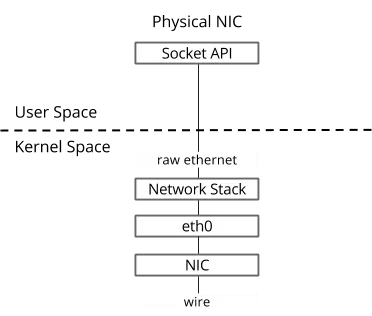 Physical NIC
Socket API
User Space
Kernel Space
raw ethernet
Network Stack
eth0
NIC
wire